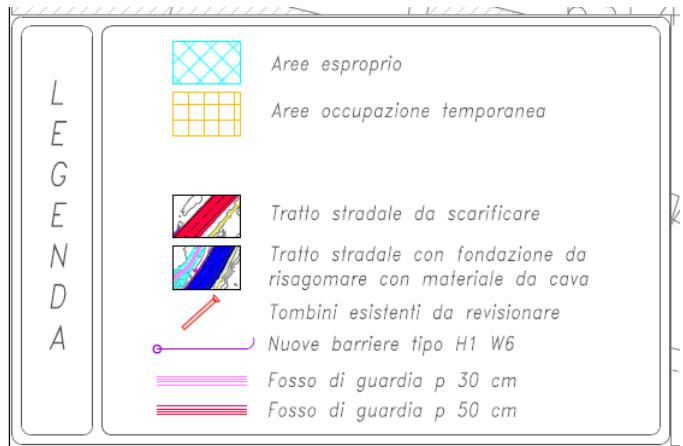 LEGENDA
Aree esproprio
Aree occupazione temporanea
Tratto stradale da scarificare
Tratto stradale con fondazione da
risagomare con materiale da cava
Tombini esistenti da revisionare
Nuove barriere tipo H1 W6
Fosso di guardia p 30 cm
Fosso di guardia p 50 cm